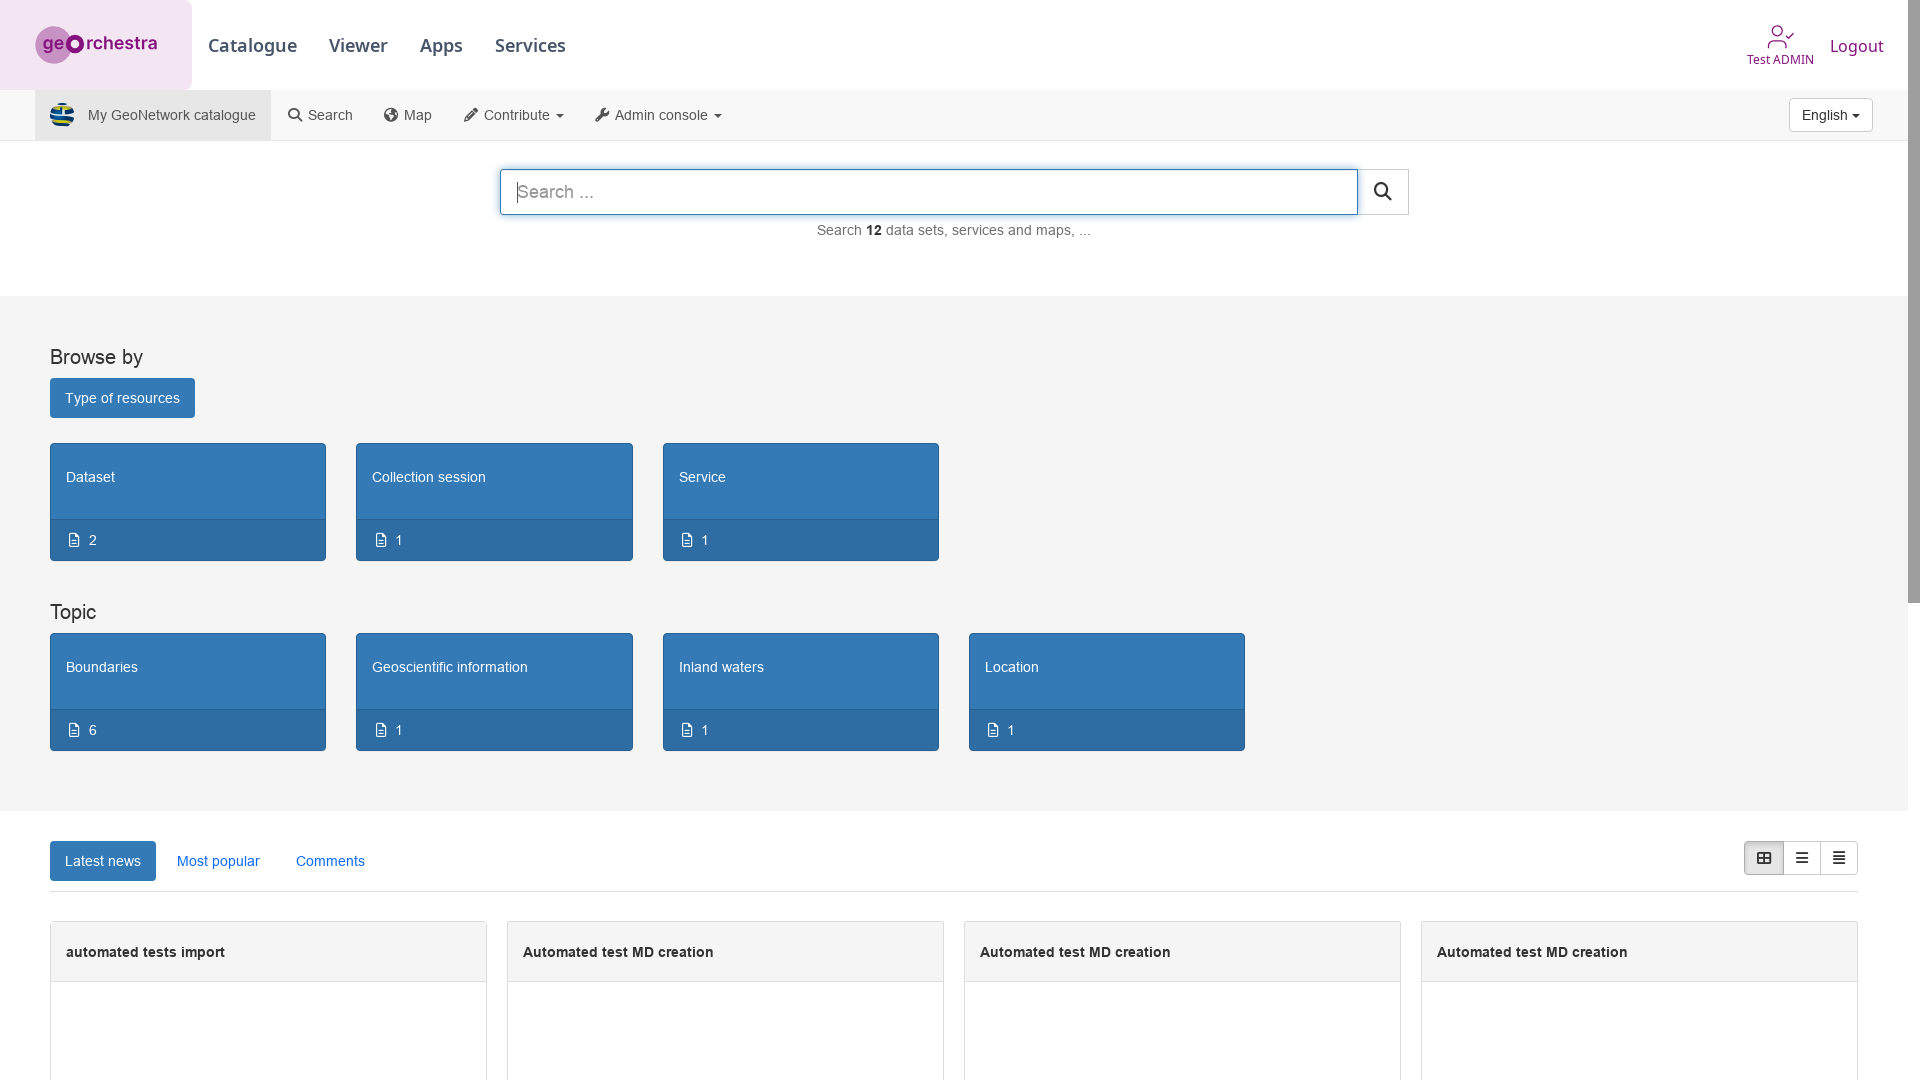 georchestra
Catalogue
Viewer
Apps
Services
Test ADMIN
Logout
My GeoNetwork catalogue
Search
Map
Contribute
Admin console
English
Search ...
Search 12 data sets, services and maps, ...
Browse by
Type of resources
Dataset
Collection session
Service
2
1
1
Topic
Boundaries
Geoscientific information
Inland waters
Location
6
1
1
1
Latest news
Most popular
Comments
automated tests import
Automated test MD creation
Automated test MD creation
Automated test MD creation